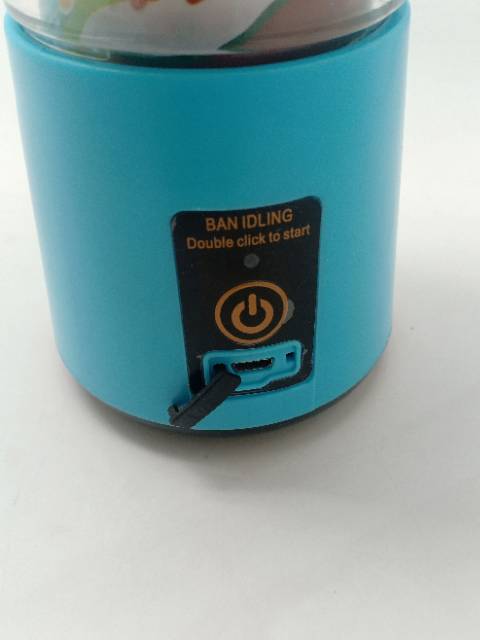 BAN IDLING
Double click to start